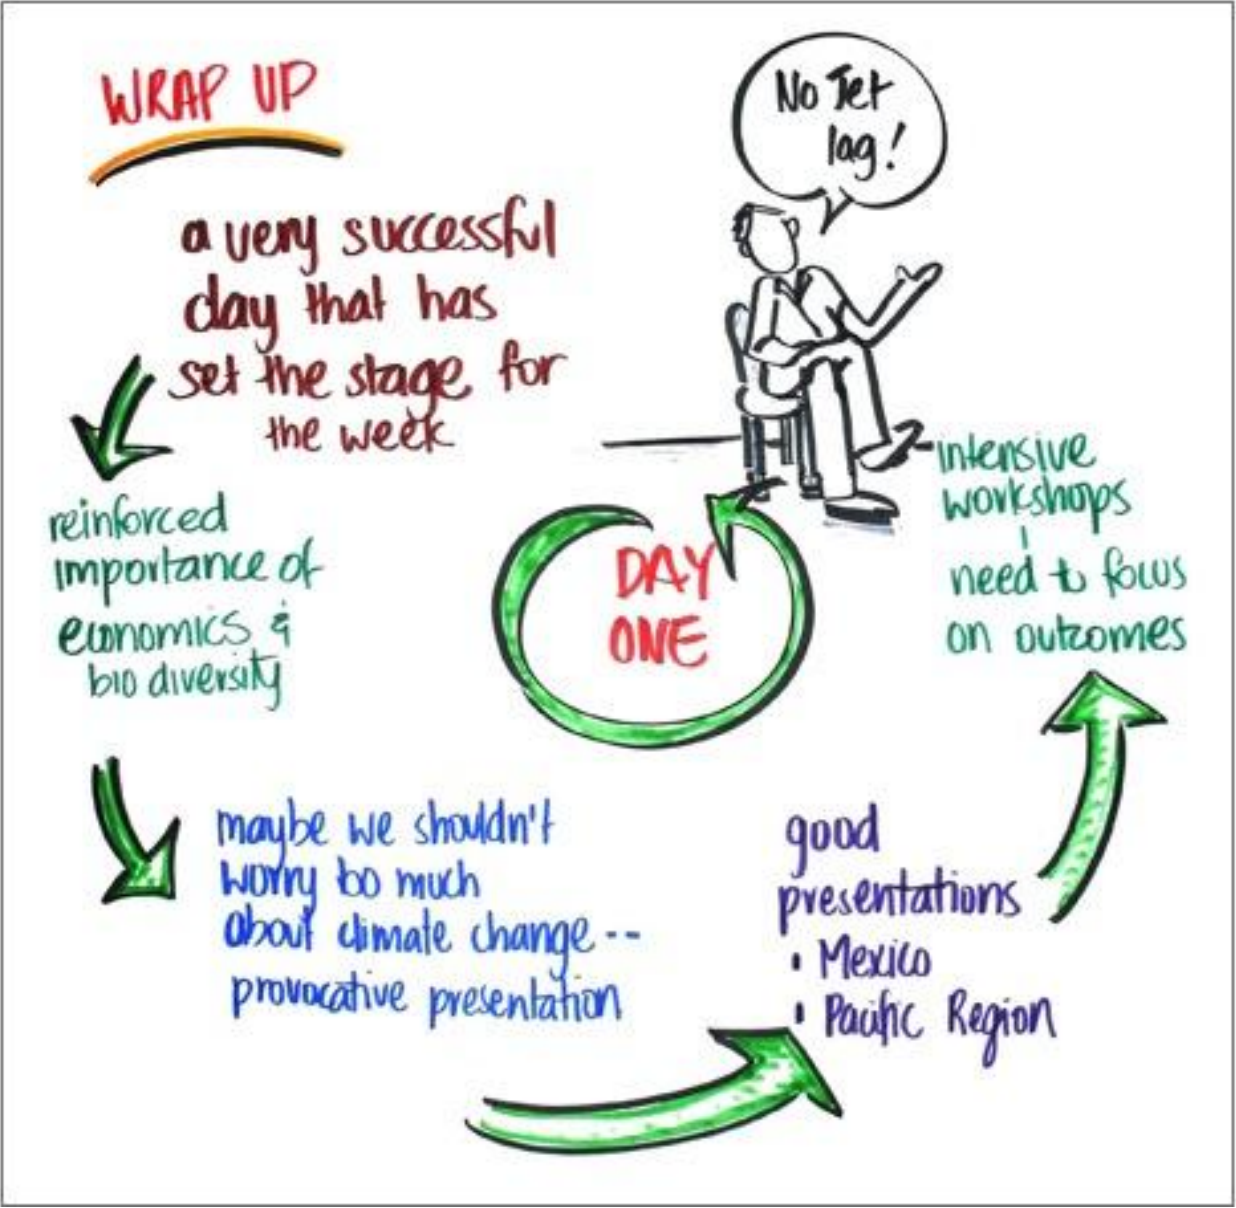 WRAP UP
No Jet
lag!
a very successful
day that has
set the stage for
the week
reinforced
importance of
economics &
bio diversity
maybe we shouldn't
worry too much
about climate change --
provocative presentation
good
presentations
• Mexico
• Pacific Region
intensive
workshops
need to focus
on outcomes
DAY
ONE